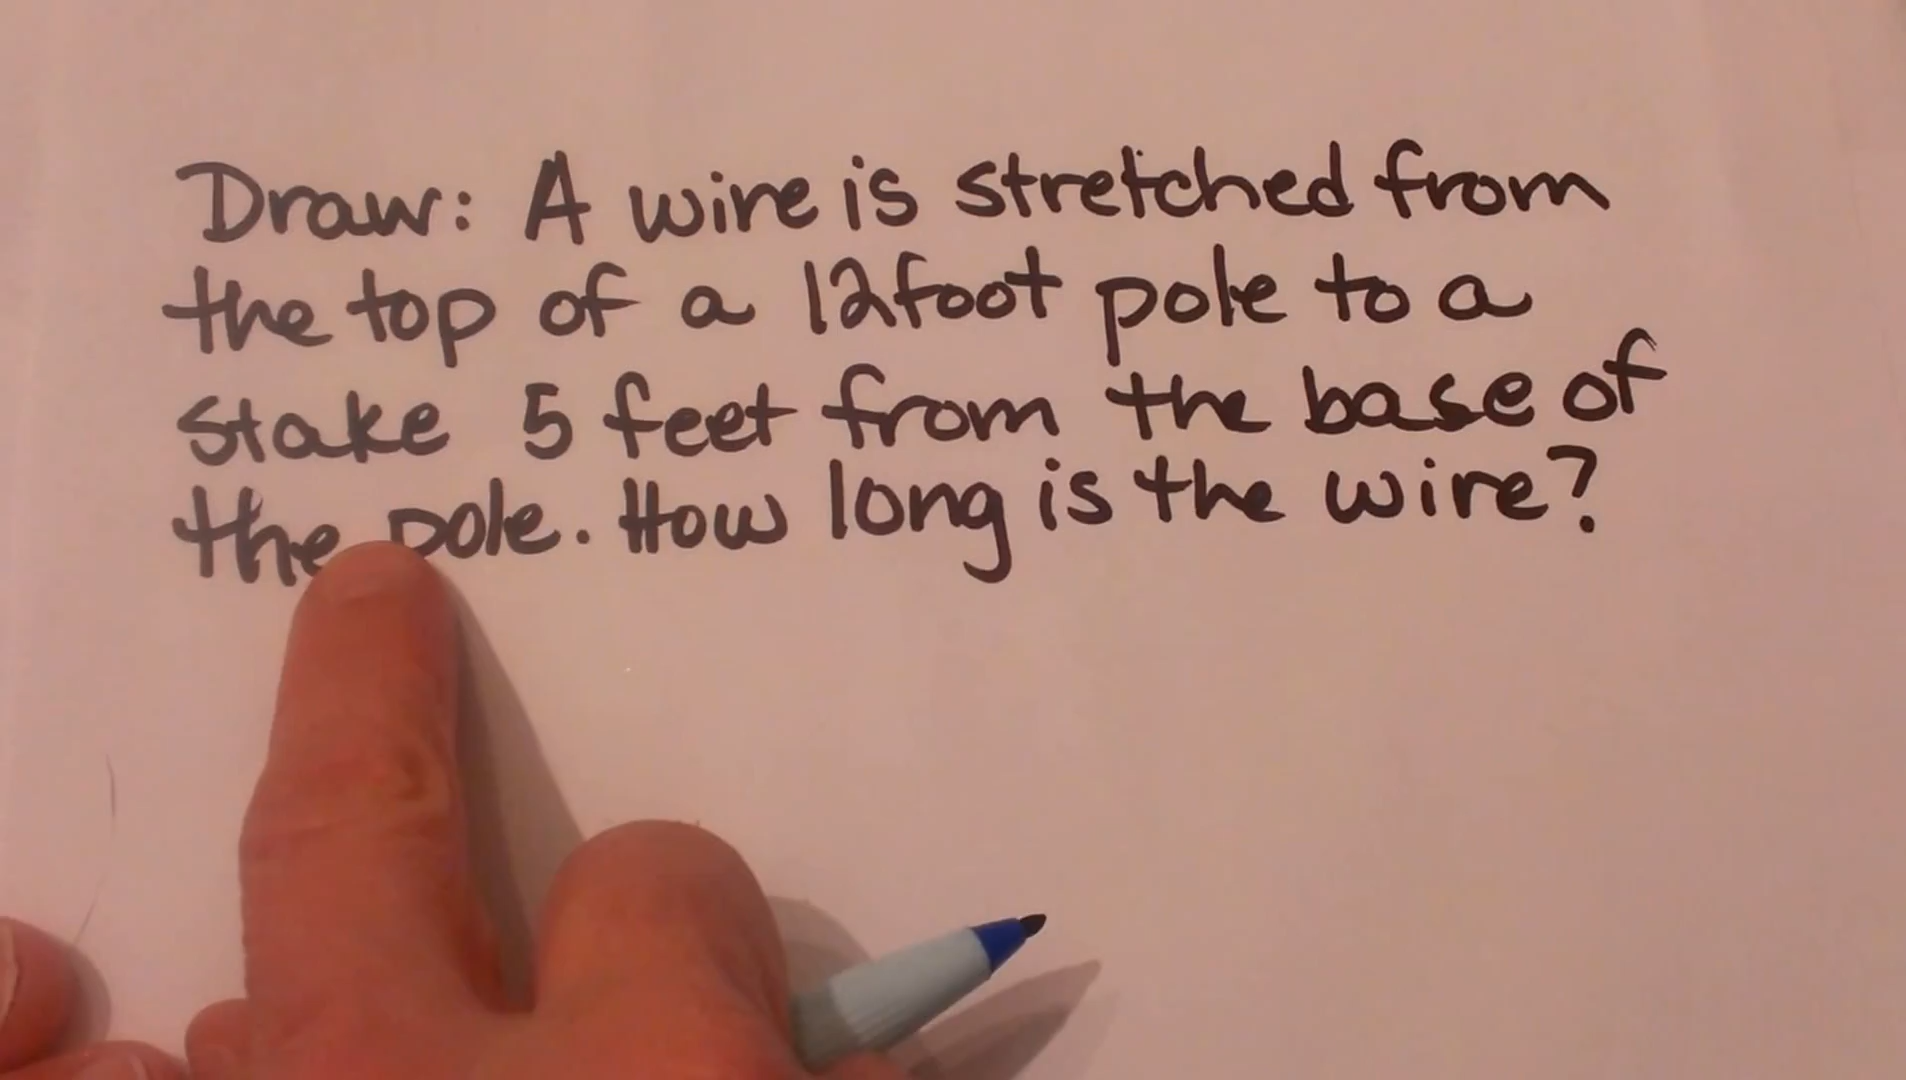 Draw: A wire is stretched from
the top of a 12foot pole to a
stake 5 feet from the base of
the pole. How long is the wire?